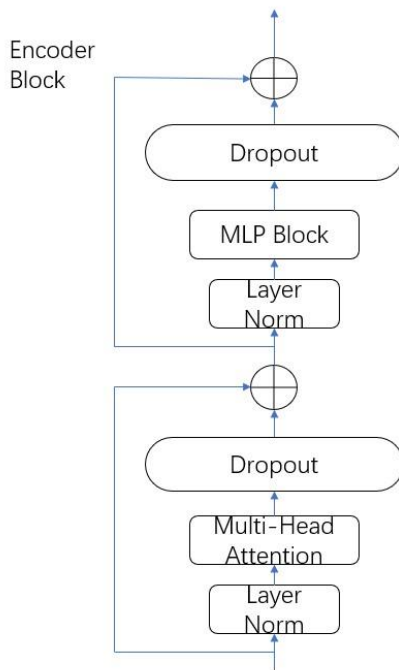 Encoder
Block
Dropout
MLP Block
Layer
Norm
Dropout
Multi-Head
Attention
Layer
Norm